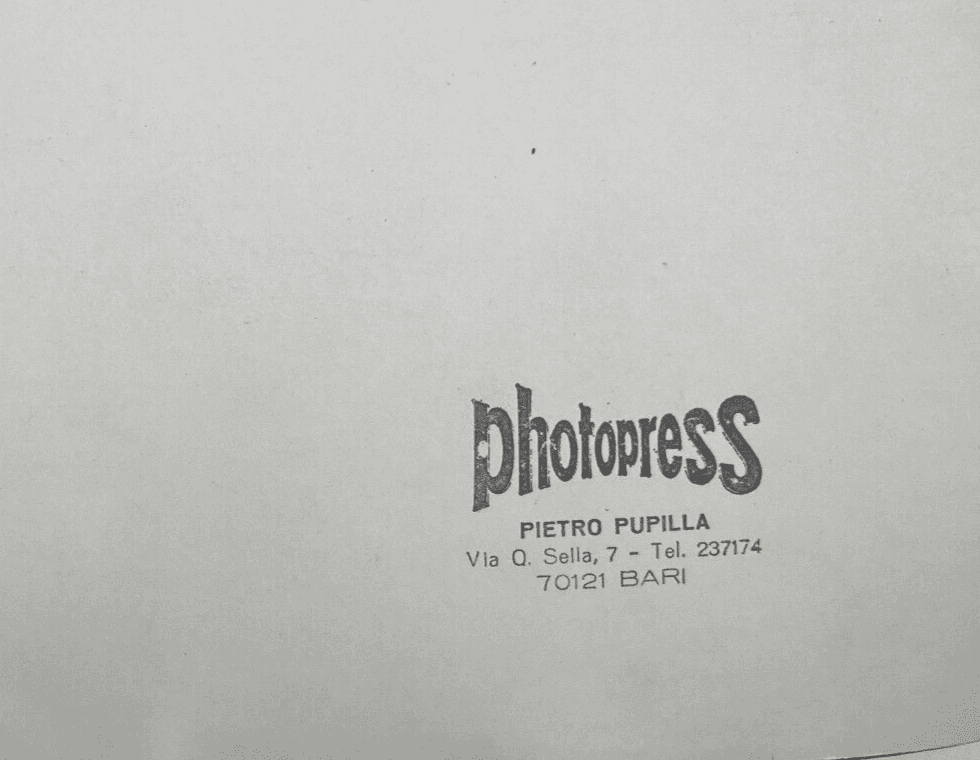 photopress
PIETRO PUPILLA
Via Q. Sella, 7 - Tel. 237174
70121 BARI